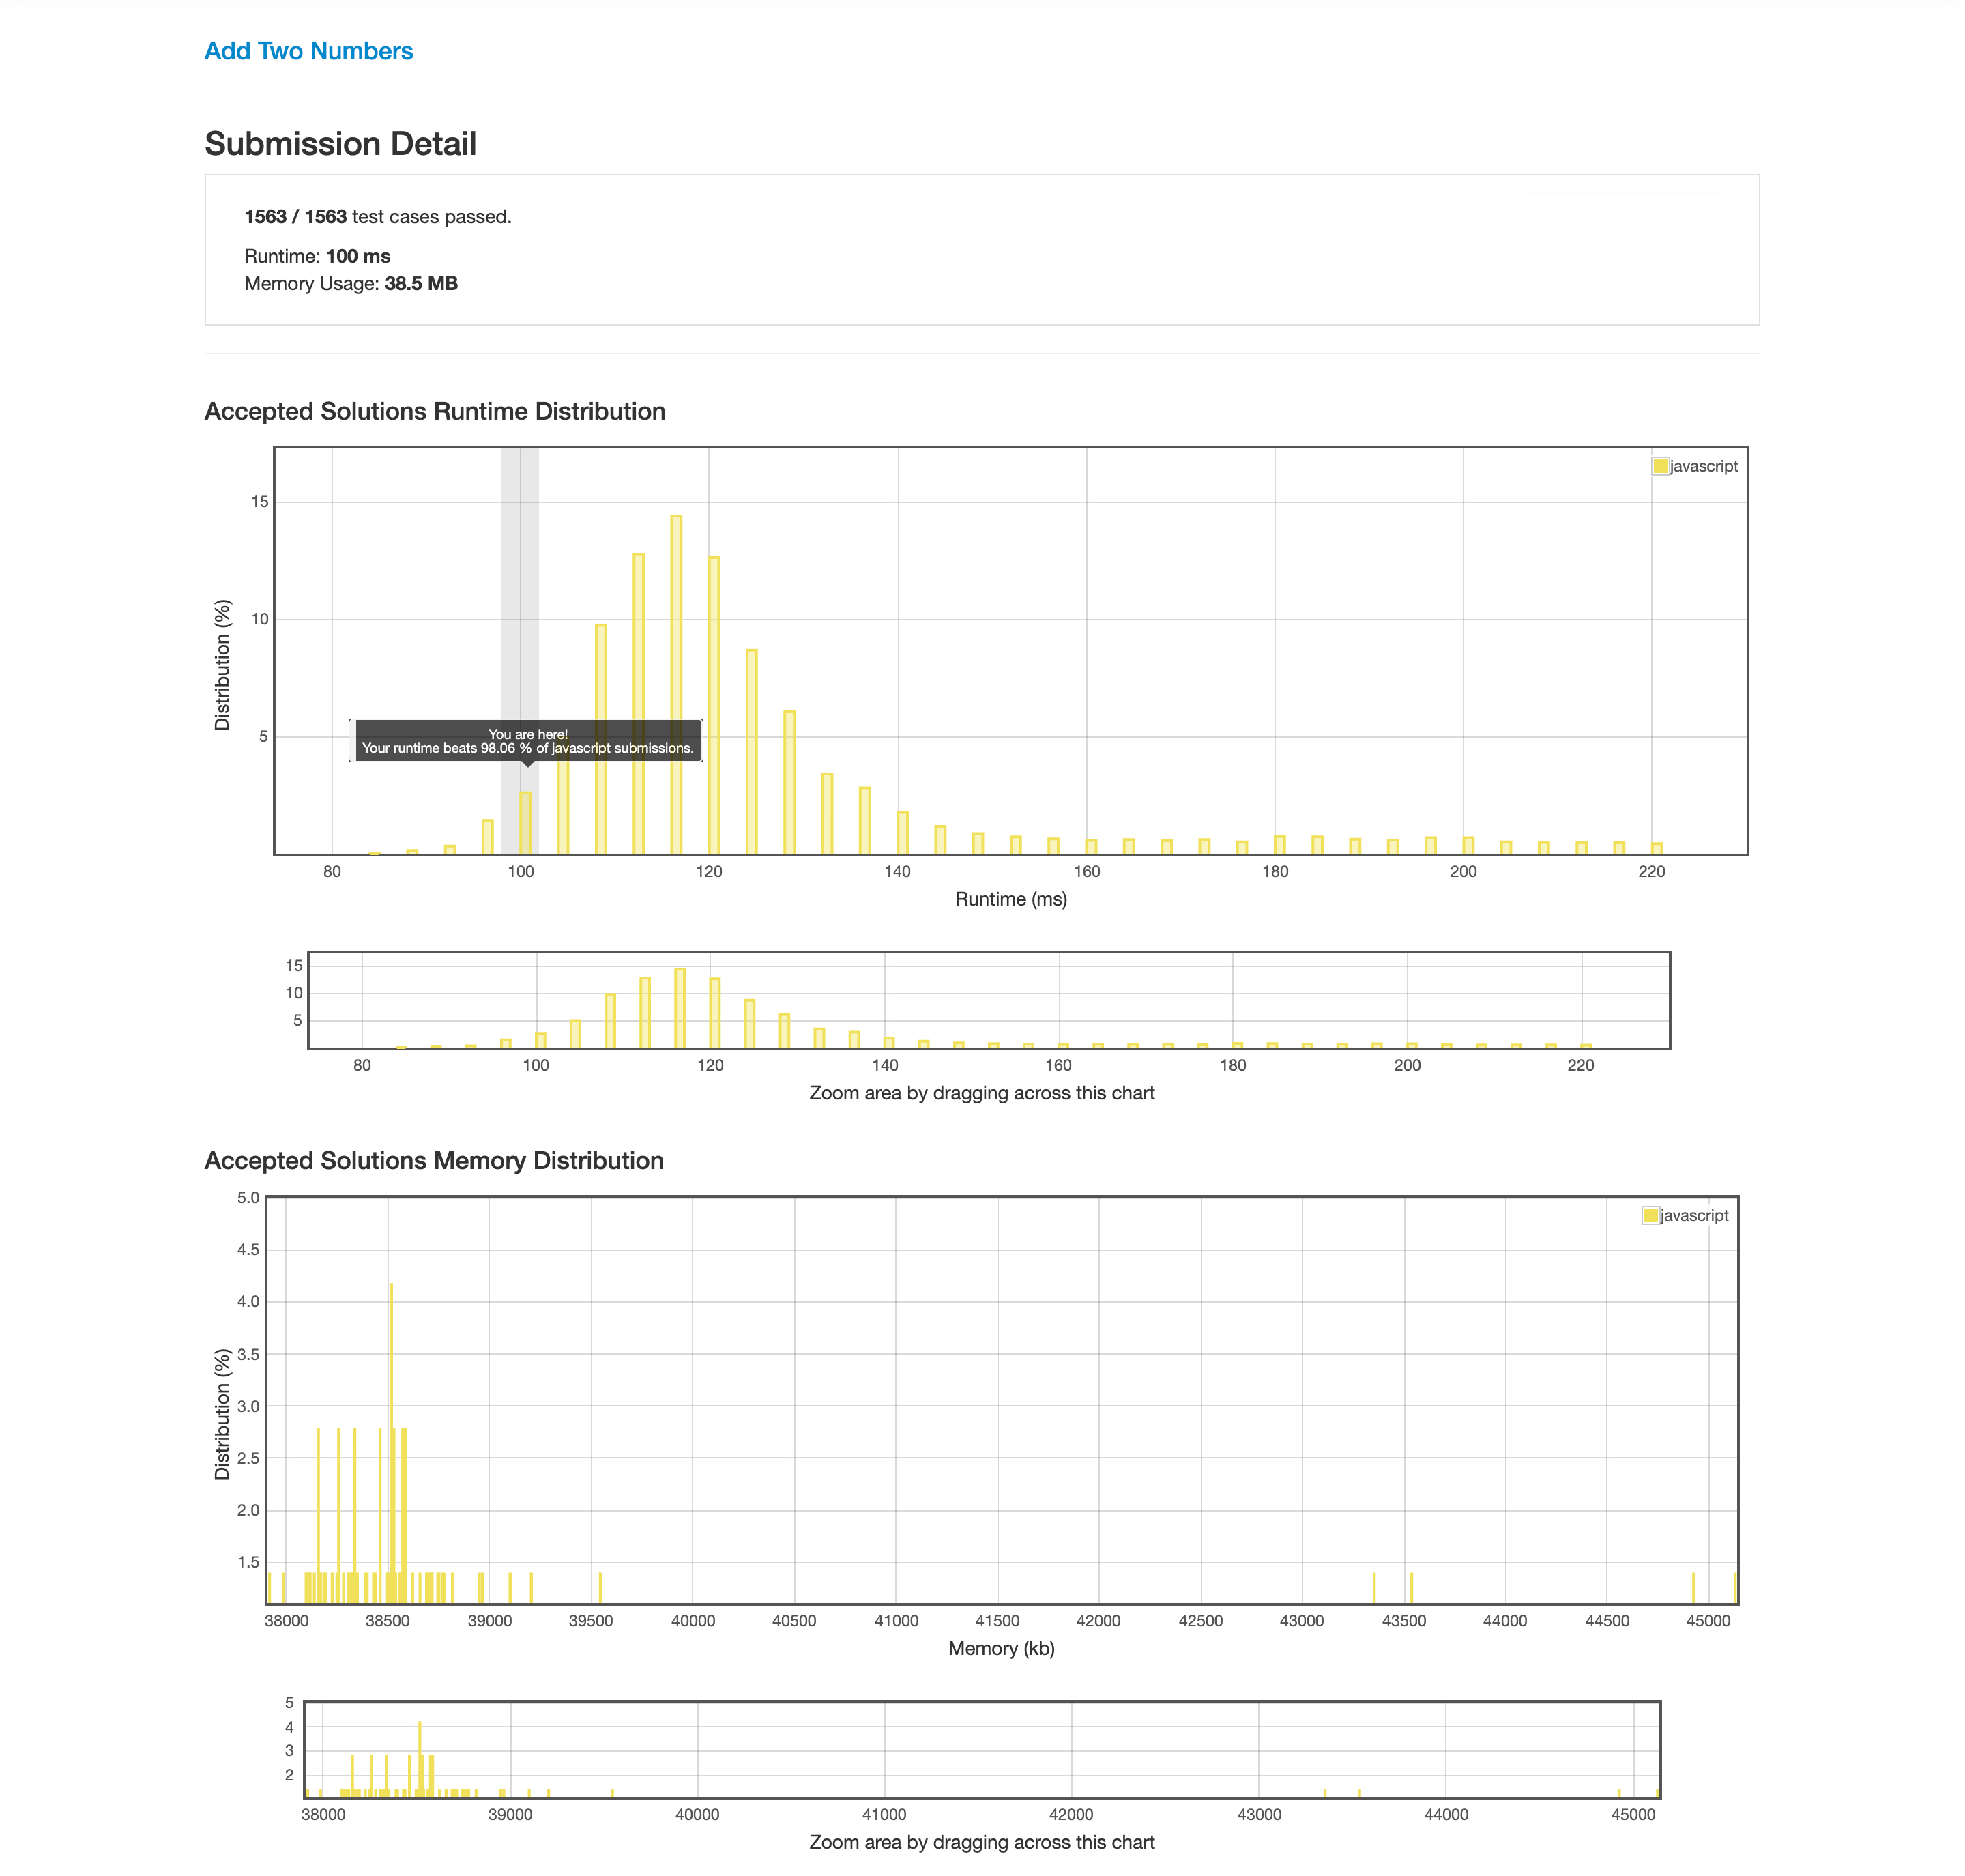 Add Two Numbers
Submission Detail
1563 / 1563 test cases passed.
Runtime: 100 ms
Memory Usage: 38.5 MB
Accepted Solutions Runtime Distribution
javascript
15
10
5
Distribution (%)
You are here!
Your runtime beats 98.06 % of javascript submissions.
80 100 120 140 160 180 200 220
Runtime (ms)
15
10
5
80 100 120 140 160 180 200 220
Zoom area by dragging across this chart
Accepted Solutions Memory Distribution
javascript
5.0
4.5
4.0
3.5
3.0
2.5
2.0
1.5
Distribution (%)
38000 38500 39000 39500 40000 40500 41000 41500 42000 42500 43000 43500 44000 44500 45000
Memory (kb)
5
4
3
2
38000 39000 40000 41000 42000 43000 44000 45000
Zoom area by dragging across this chart